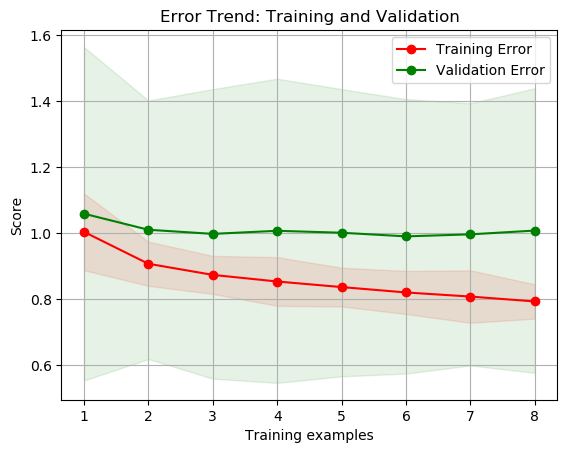 Error Trend: Training and Validation
Training Error
Validation Error
Score
1.6
1.4
1.2
1.0
0.8
0.6
1 2 3 4 5 6 7 8
Training examples